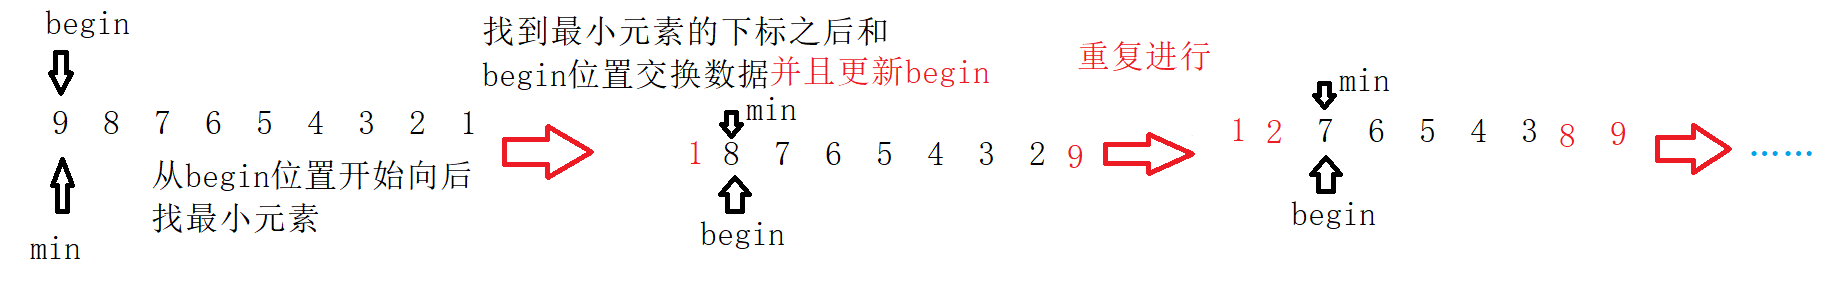 begin
9 8 7 6 5 4 3 2 1
从begin位置开始向后
找最小元素
min
找到最小元素的下标之后和
begin位置交换数据并且更新begin
min
1 8 7 6 5 4 3 2 9
begin
重复进行
min
1 2 7 6 5 4 3 8 9
begin
……